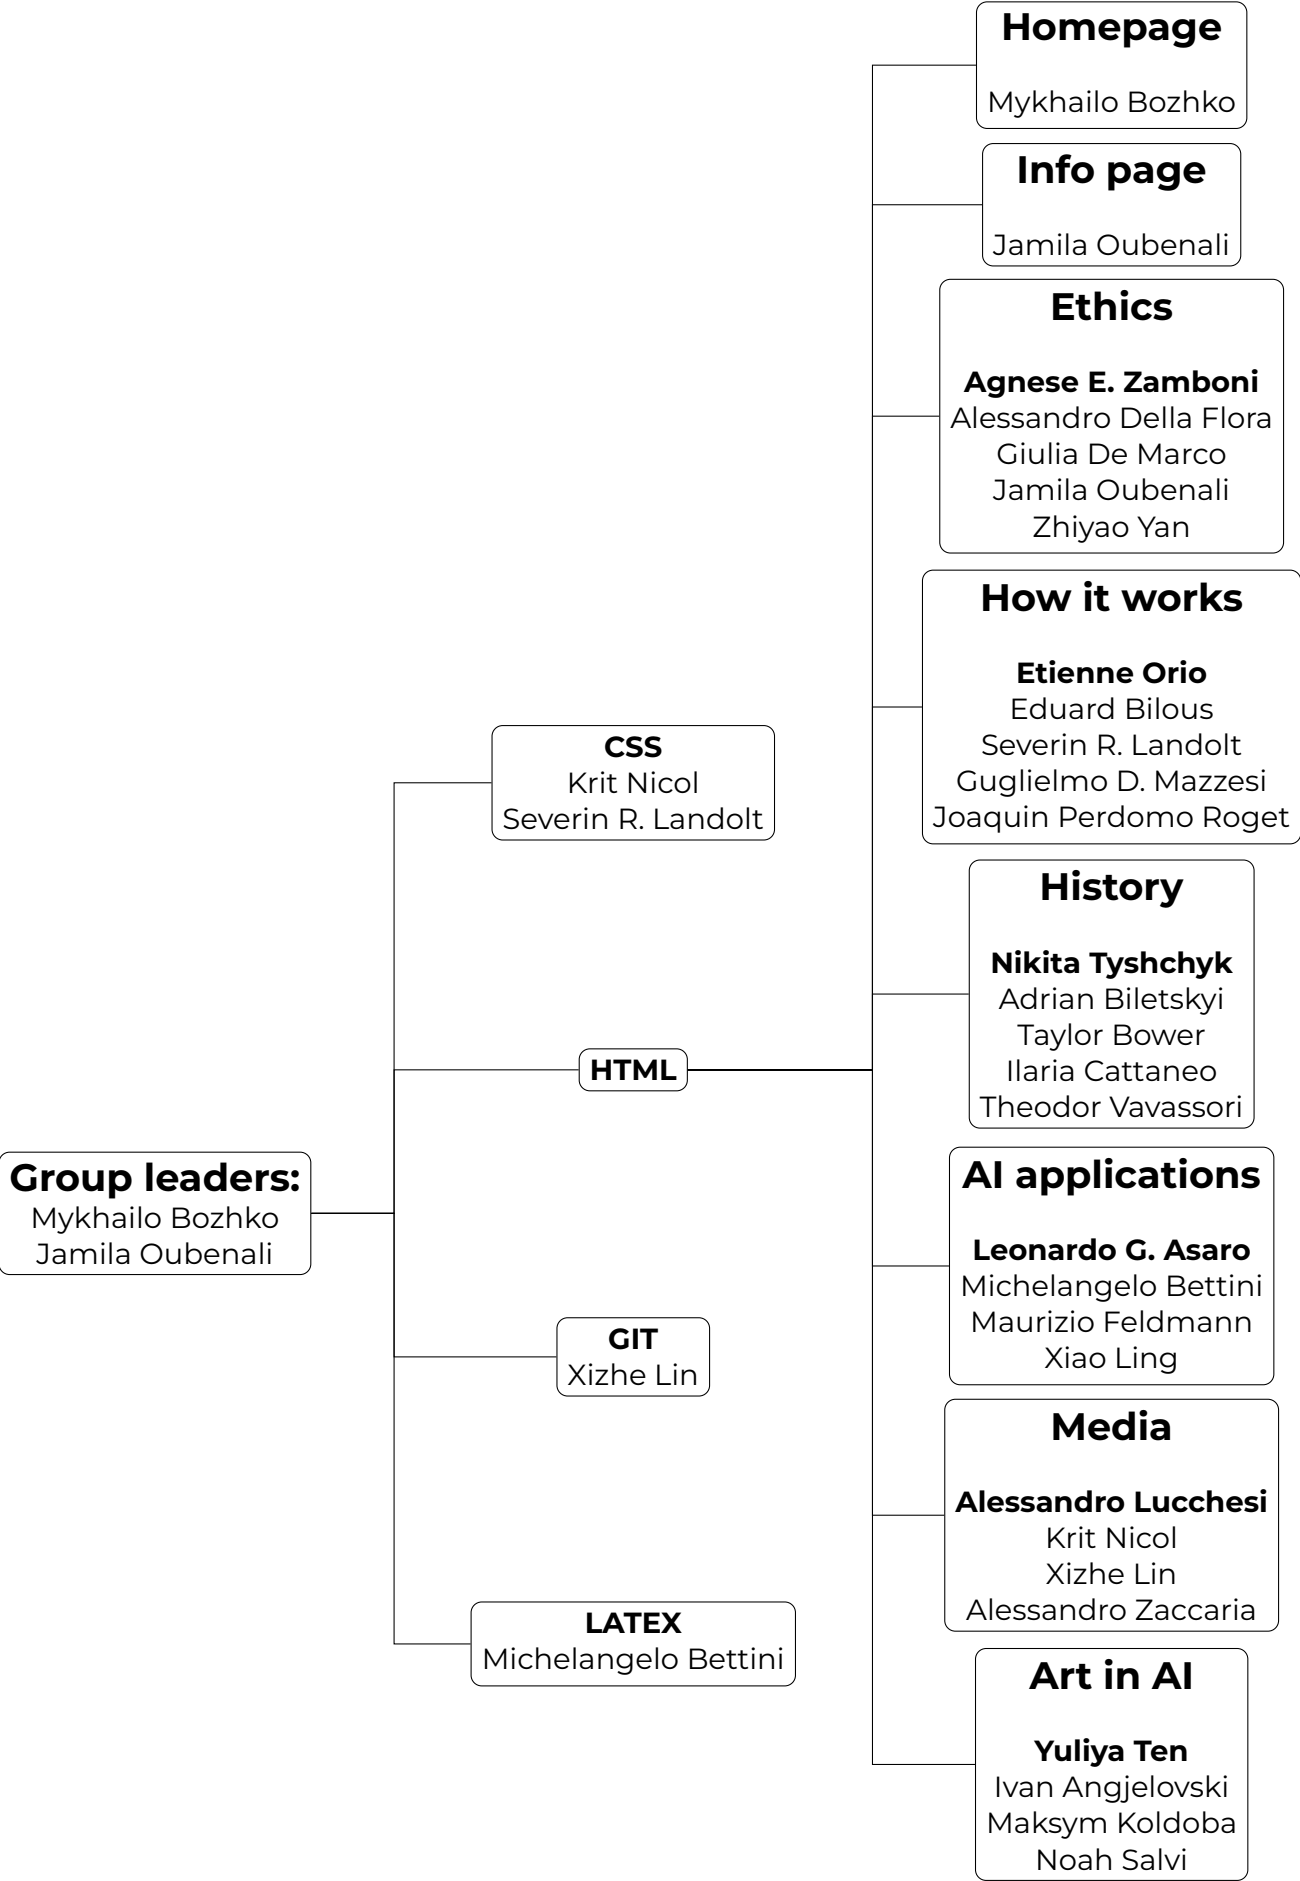 Group leaders:
Mykhailo Bozhko
Jamila Oubenali
CSS
Krit Nicol
Severin R. Landolt
HTML
GIT
Xizhe Lin
LATEX
Michelangelo Bettini
Homepage
Mykhailo Bozhko
Info page
Jamila Oubenali
Ethics
Agnese E. Zamboni
Alessandro Della Flora
Giulia De Marco
Jamila Oubenali
Zhiyao Yan
How it works
Etienne Orio
Eduard Bilous
Severin R. Landolt
Guglielmo D. Mazzesi
Joaquin Perdomo Roget
History
Nikita Tyshchyk
Adrian Biletskyi
Taylor Bower
Ilaria Cattaneo
Theodor Vavassori
AI applications
Leonardo G. Asaro
Michelangelo Bettini
Maurizio Feldmann
Xiao Ling
Media
Alessandro Lucchesi
Krit Nicol
Xizhe Lin
Alessandro Zaccaria
Art in AI
Yuliya Ten
Ivan Angjelovski
Maksym Koldoba
Noah Salvi